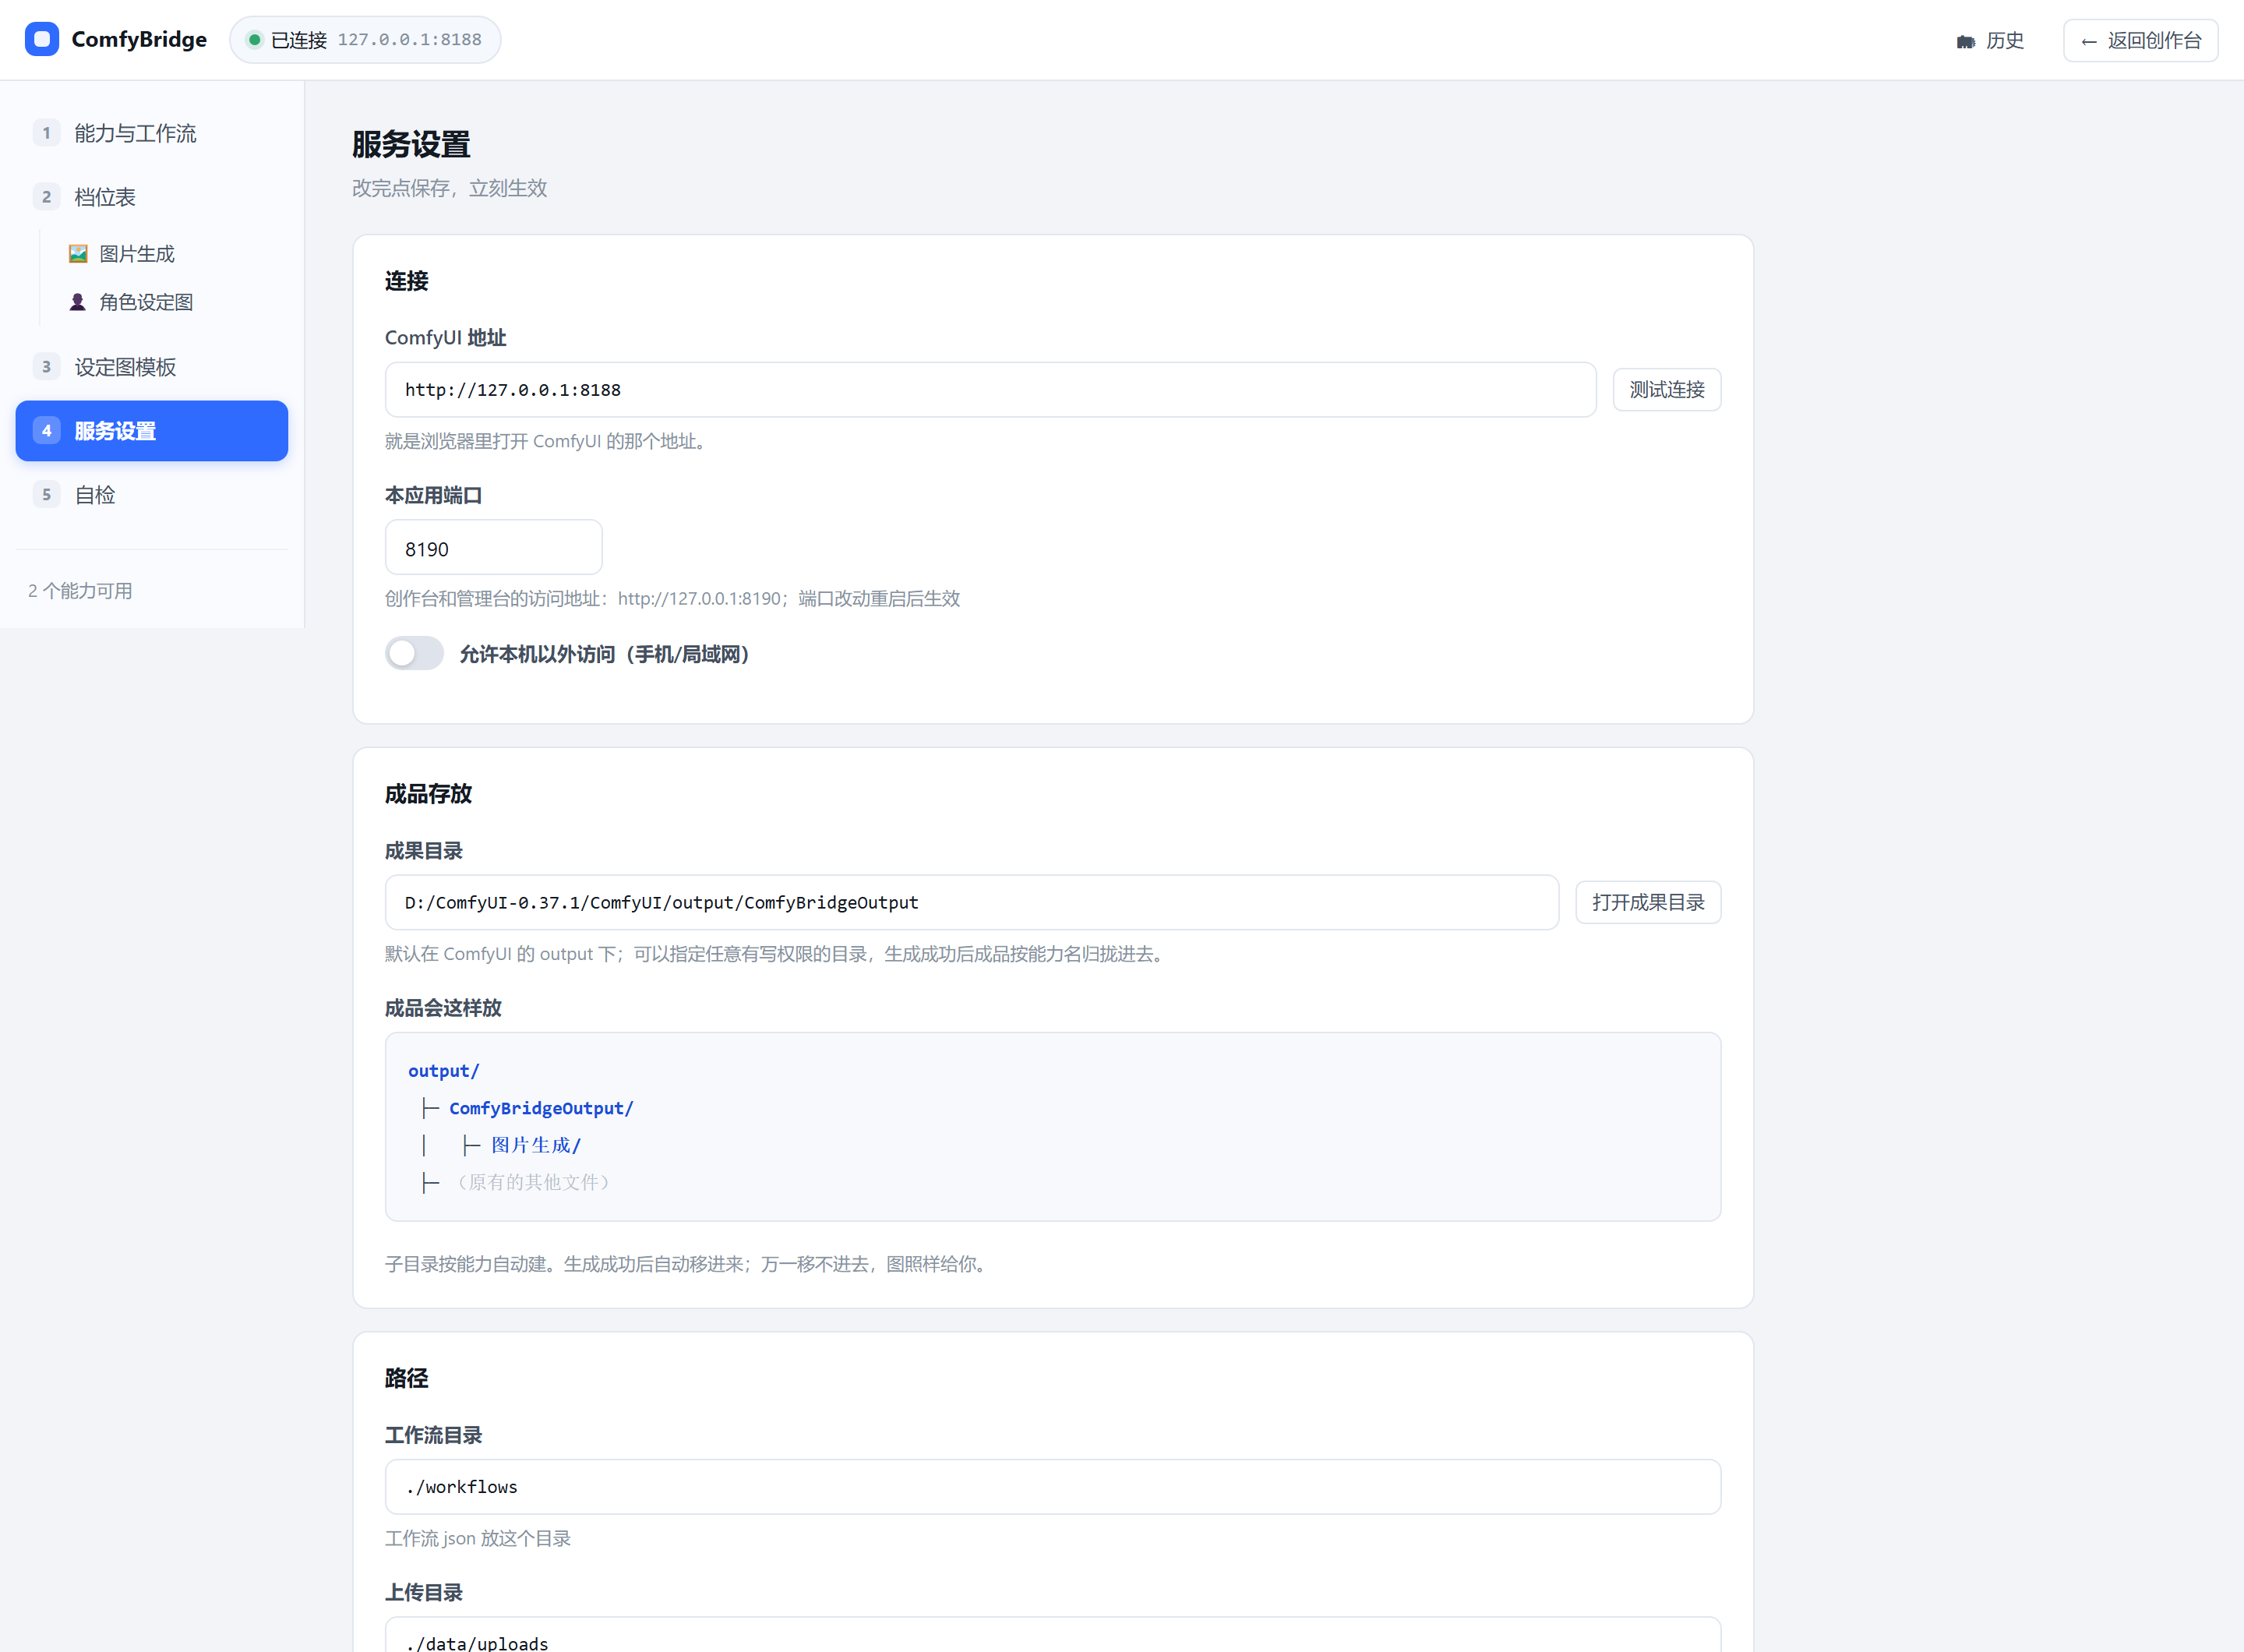 ComfyBridge
已连接 127.0.0.1:8188
历史
← 返回创作台
1 能力与工作流
2 档位表
图片生成
角色设定图
3 设定图模板
4 服务设置
5 自检
2 个能力可用
服务设置
改完点保存，立刻生效
连接
ComfyUI 地址
http://127.0.0.1:8188
测试连接
就是浏览器里打开 ComfyUI 的那个地址。
本应用端口
8190
创作台和管理台的访问地址：http://127.0.0.1:8190；端口改动重启后生效
允许本机以外访问（手机/局域网）
成品存放
成果目录
D:/ComfyUI-0.37.1/ComfyUI/output/ComfyBridgeOutput
打开成果目录
默认在 ComfyUI 的 output 下；可以指定任意有写权限的目录，生成成功后成品按能力名归拢进去。
成品会这样放
output/
├─ ComfyBridgeOutput/
│ ├─ 图片生成/
├─ （原有的其他文件）
子目录按能力自动建。生成成功后自动移进来；万一移不进去，图照样给你。
路径
工作流目录
./workflows
工作流 json 放这个目录
上传目录
./data/uploads